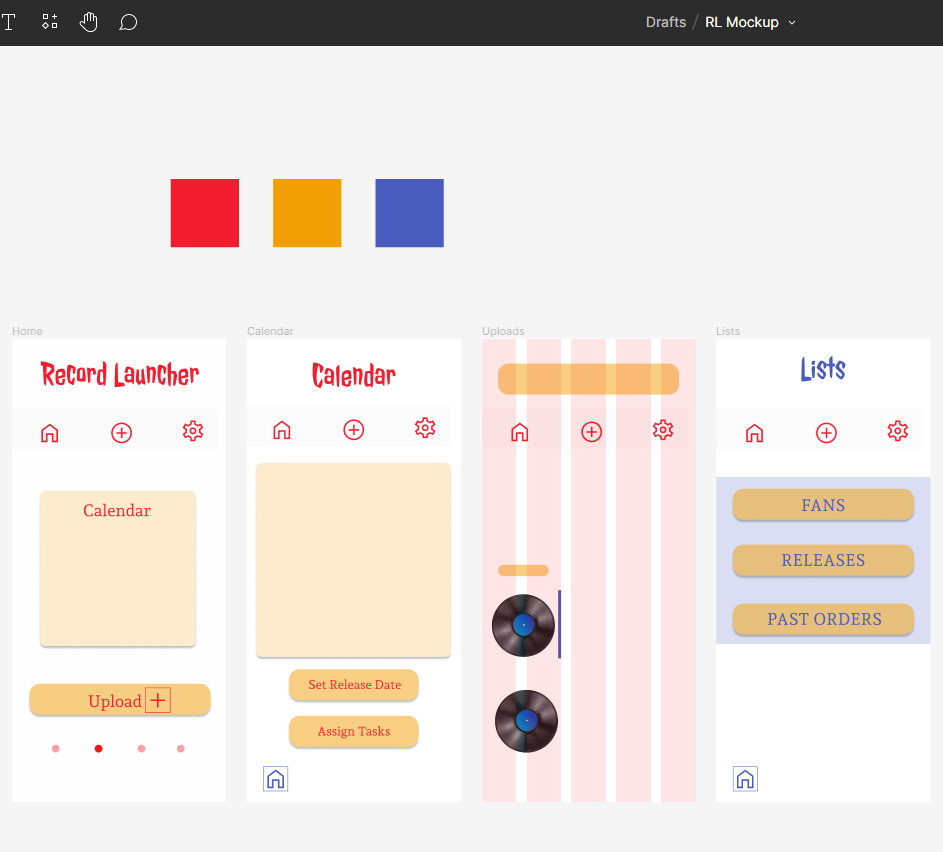 T
Drafts / RL Mockup
Home
Calendar
Uploads
Lists
Record Launcher
Calendar
Lists
Calendar
Upload
Set Release Date
Assign Tasks
FANS
RELEASES
PAST ORDERS